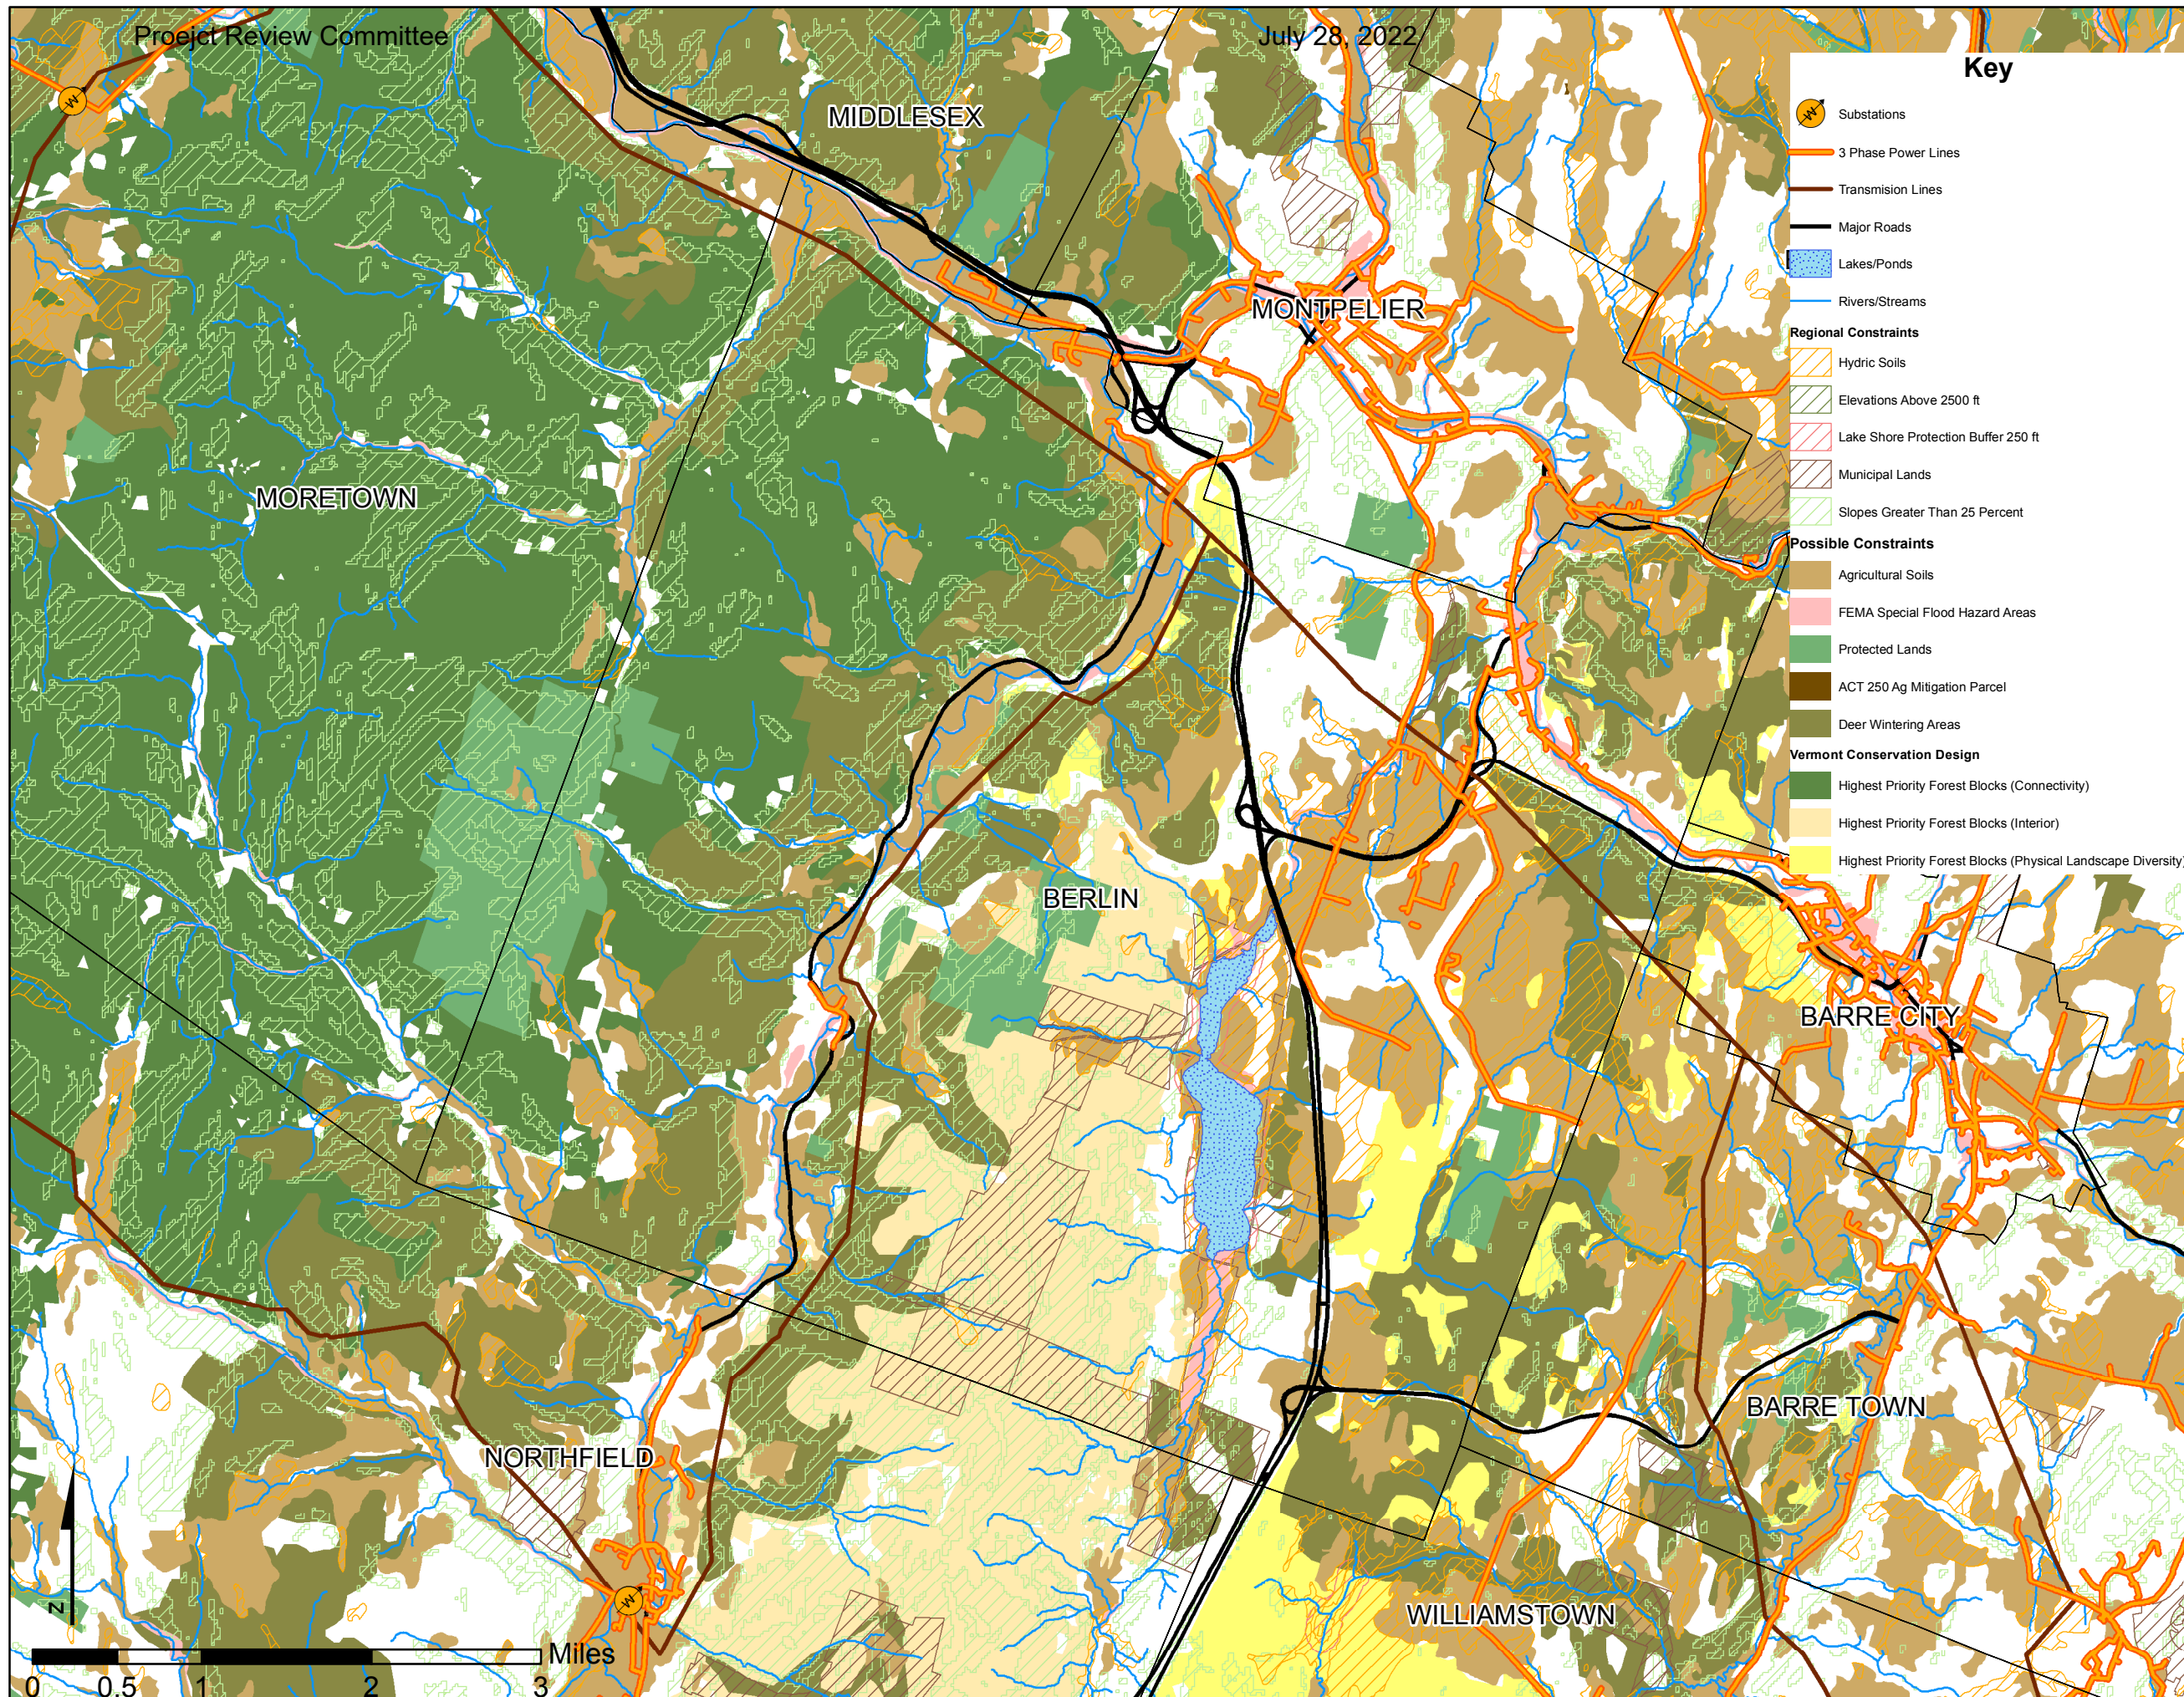 Proejct Review Committee
July 28, 2022
Key
Substations
3 Phase Power Lines
Transmision Lines
Major Roads
Lakes/Ponds
Rivers/Streams
Regional Constraints
Hydric Soils
Elevations Above 2500 ft
Lake Shore Protection Buffer 250 ft
Municipal Lands
Slopes Greater Than 25 Percent
Possible Constraints
Agricultural Soils
FEMA Special Flood Hazard Areas
Protected Lands
ACT 250 Ag Mitigation Parcel
Deer Wintering Areas
Vermont Conservation Design
Highest Priority Forest Blocks (Connectivity)
Highest Priority Forest Blocks (Interior)
Highest Priority Forest Blocks (Physical Landscape Diversity)
MIDDLESEX
MONTPELIER
MORETOWN
BERLIN
BARRE CITY
BARRE TOWN
NORTHFIELD
WILLIAMSTOWN
W
W
W
N
Miles
0 0.5 1 2 3